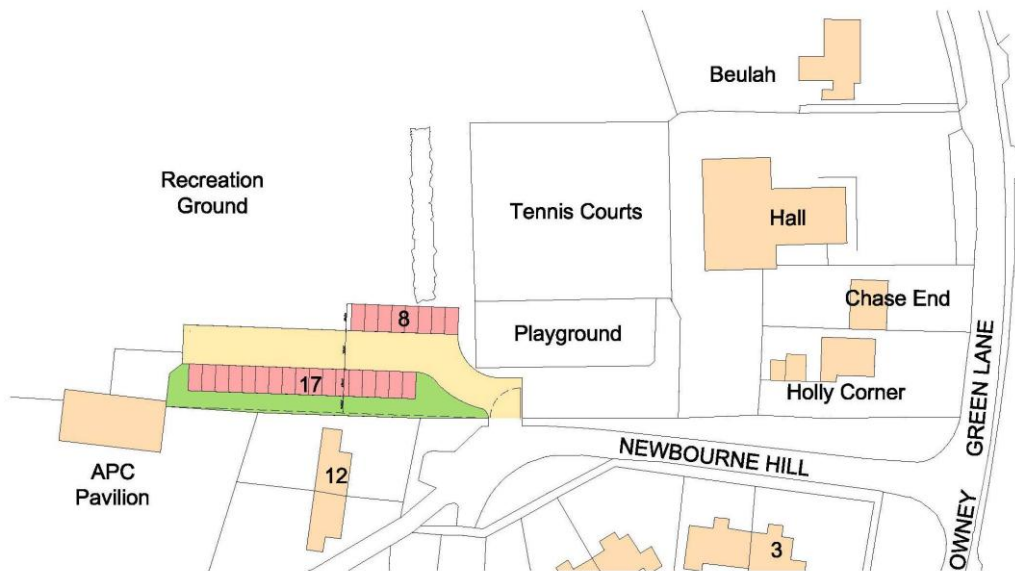 Beulah
Recreation
Ground
Tennis Courts
Hall
Chase End
8
Playground
17
Holly Corner
GREEN LANE
NEWBOURNE HILL
APC
Pavilion
12
3
OWNEY